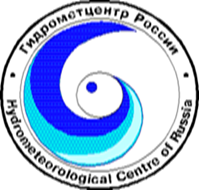 Гидрометцентр России
Hydrometeorological Centre of Russia